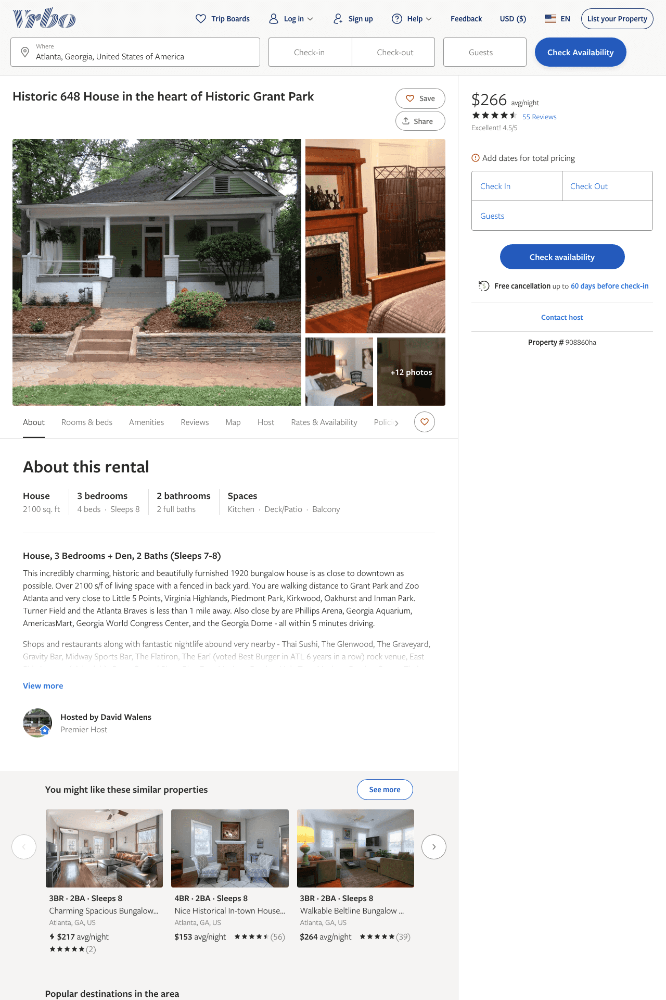 Vrbo
Trip Boards
Log in
Sign up
Help
Feedback
USD ($)
EN
List your Property
Where
Atlanta, Georgia, United States of America
Check-in
Check-out
Guests
Check Availability
Historic 648 House in the heart of Historic Grant Park
Save
Share
+12 photos
$266 avg/night
55 Reviews
Excellent! 4.5/5
Add dates for total pricing
Check In
Check Out
Guests
Check availability
Free cancellation up to 60 days before check-in
Contact host
Property # 908860ha
About
Rooms & beds
Amenities
Reviews
Map
Host
Rates & Availability
About this rental
House
2100 sq. ft
3 bedrooms
4 beds · Sleeps 8
2 bathrooms
2 full baths
Spaces
Kitchen · Deck/Patio · Balcony
House, 3 Bedrooms + Den, 2 Baths (Sleeps 7-8)
This incredibly charming, historic and beautifully furnished 1920 bungalow house is as close to downtown as
possible. Over 2100 s/f of living space with a fenced in back yard. You are walking distance to Grant Park and Zoo
Atlanta and very close to Little 5 Points, Virginia Highlands, Piedmont Park, Kirkwood, Oakhurst and Inman Park.
Turner Field and the Atlanta Braves is less than 1 mile away. Also close by are Phillips Arena, Georgia Aquarium,
AmericasMart, Georgia World Congress Center, and the Georgia Dome - all within 5 minutes driving.
Shops and restaurants along with fantastic nightlife abound very nearby - Thai Sushi, The Glenwood, The Graveyard,
Gravity Bar, Midway Sports Bar, The Flatiron, The Earl (voted Best Burger in ATL 6 years in a row) rock venue, East
View more
Hosted by David Walens
Premier Host
You might like these similar properties
See more
3BR · 2BA · Sleeps 8
Charming Spacious Bungalow...
Atlanta, GA, US
$217 avg/night
(2)
4BR · 2BA · Sleeps 8
Nice Historical In-town House...
Atlanta, GA, US
$153 avg/night
(56)
3BR · 2BA · Sleeps 8
Walkable Beltline Bungalow ...
Atlanta, GA, US
$264 avg/night
(39)
Popular destinations in the area